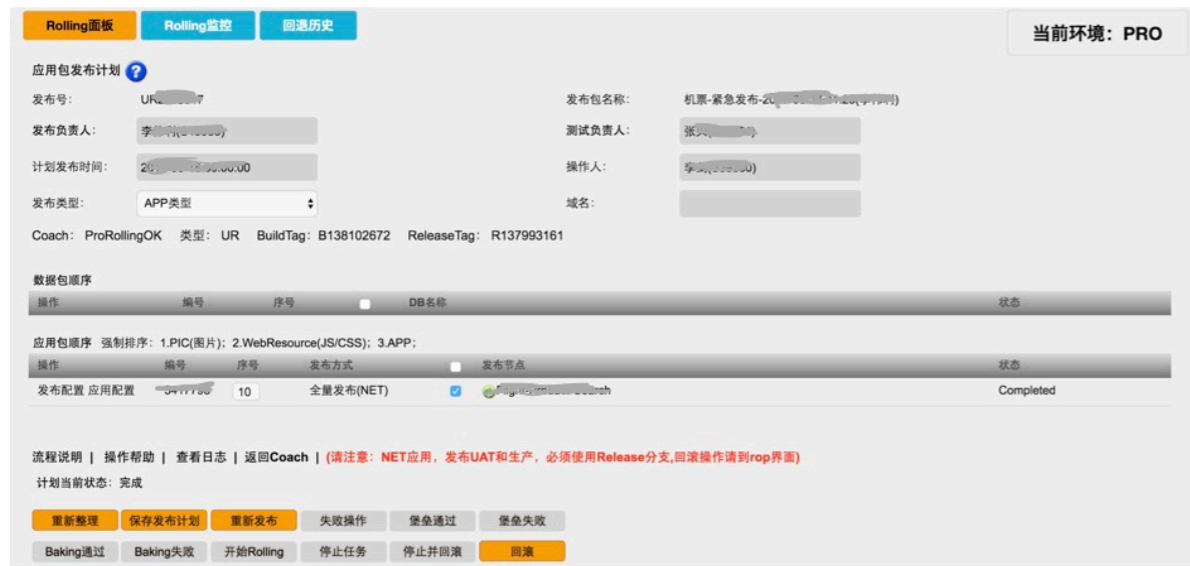 Rolling面板 Rolling监控 回退历史
当前环境：PRO
应用包发布计划 ?
发布号： 发布包名称： 机票-紧急发布-
发布负责人： 测试负责人：
计划发布时间： 操作人：
发布类型： APP类型 域名：
Coach： ProRollingOK 类型： UR BuildTag： B138102672 ReleaseTag： R137993161
数据包顺序
操作 编号 序号 DB名称 状态
应用包顺序 强制排序：1.PIC(图片)；2.WebResource(JS/CSS)；3.APP；
操作 编号 序号 发布方式 发布节点 状态
发布配置 应用配置 10 全量发布(NET) Completed
流程说明 | 操作帮助 | 查看日志 | 返回Coach | (请注意：NET应用，发布UAT和生产，必须使用Release分支,回滚操作请到rop界面)
计划当前状态：完成
重新整理 保存发布计划 重新发布 失败操作 堡垒通过 堡垒失败
Baking通过 Baking失败 开始Rolling 停止任务 停止并回滚 回滚